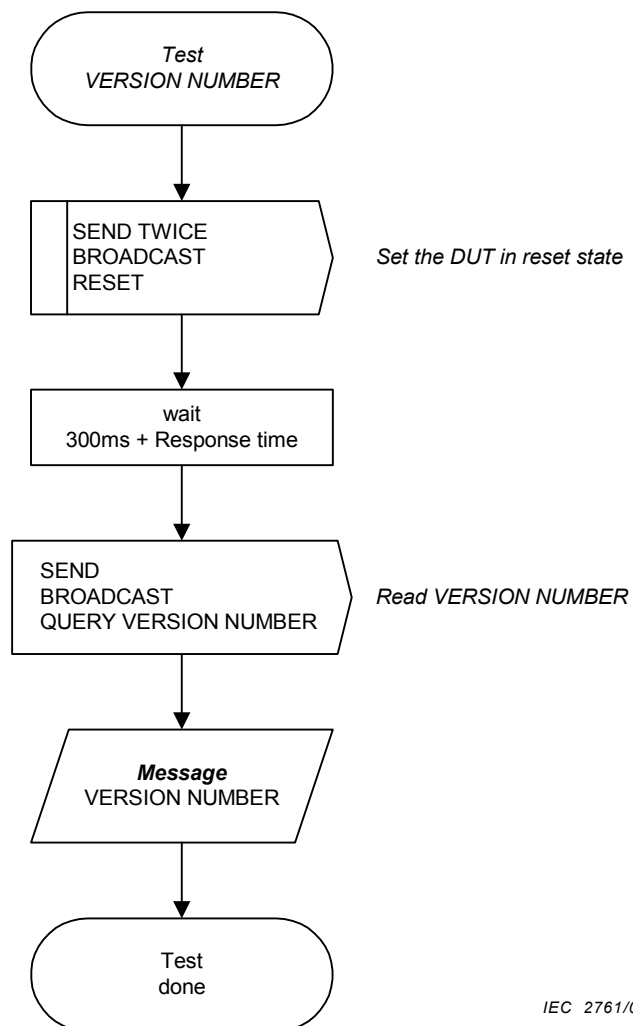 Test
VERSION NUMBER
SEND TWICE
BROADCAST
RESET
Set the DUT in reset state
wait
300ms + Response time
SEND
BROADCAST
QUERY VERSION NUMBER
Read VERSION NUMBER
Message
VERSION NUMBER
Test
done
IEC 2761/